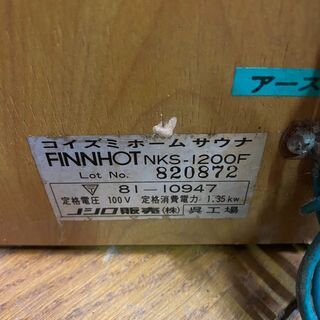 アース
コイズミホームサウナ
FINNHOT NKS-1200F
Lot No. 820872
81-10947
定格電圧 100V 定格消費電力 1.35kw
販売(株) 呉工場